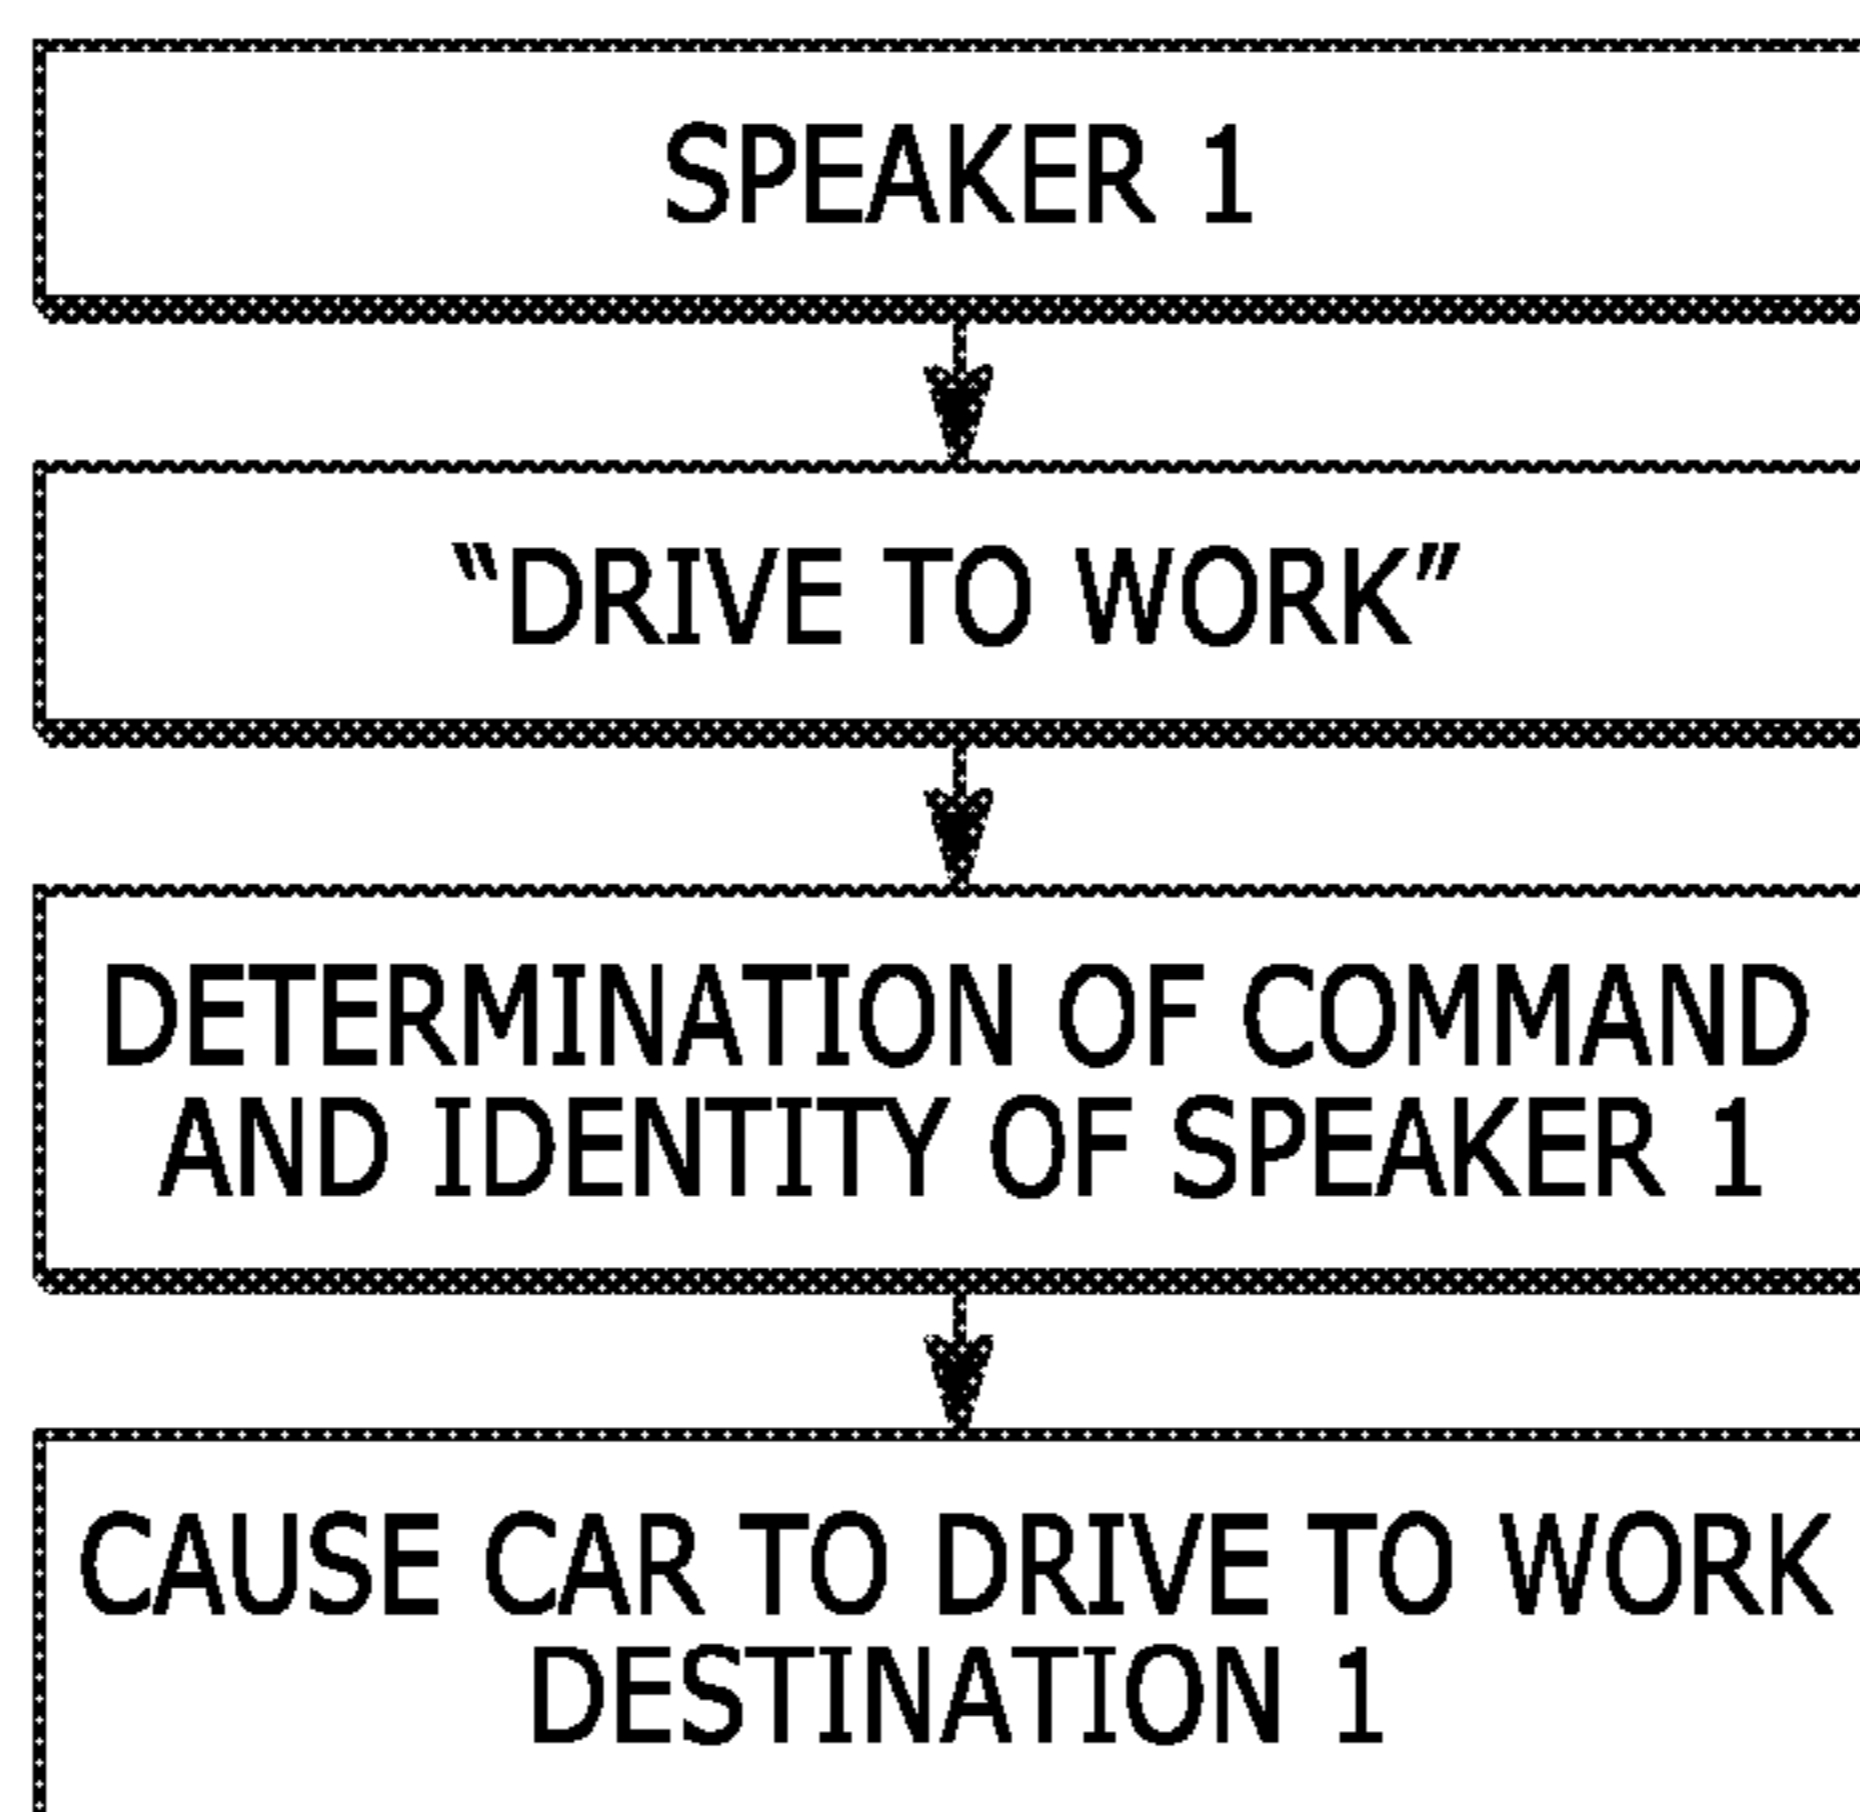 SPEAKER 1
“DRIVE TO WORK”
DETERMINATION OF COMMAND
AND IDENTITY OF SPEAKER 1
CAUSE CAR TO DRIVE TO WORK
DESTINATION 1